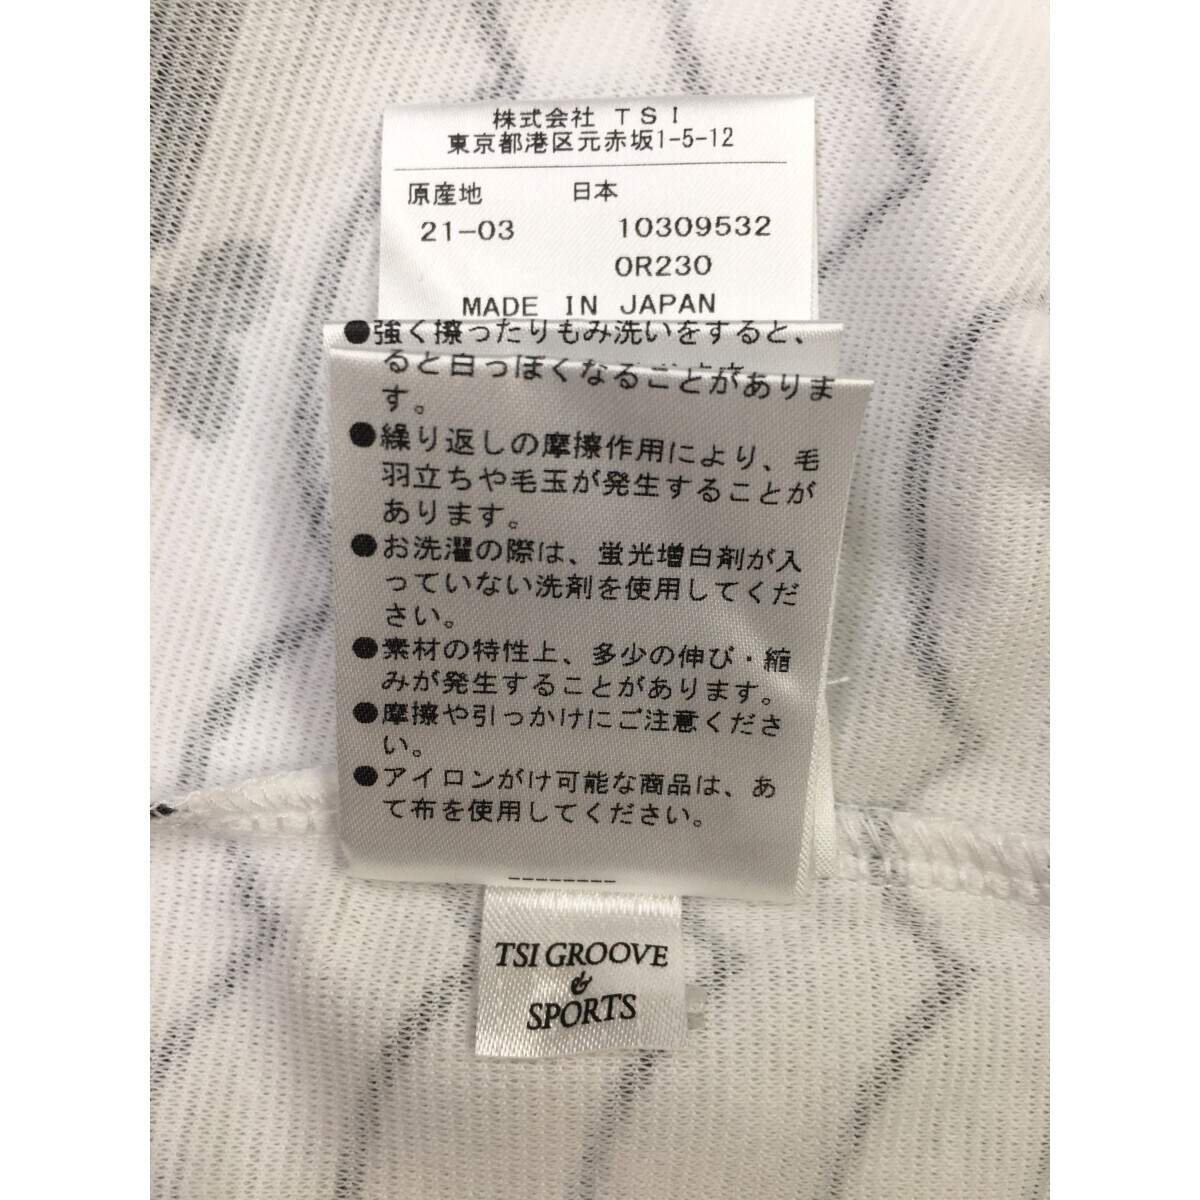 株式会社 TSI
東京都港区元赤坂1-5-12
原産地 日本
21-03 10309532
0R230
MADE IN JAPAN
●強く擦ったりもみ洗いをすると、
ると白っぽくなることがありま
す。
●繰り返しの摩擦作用により、毛
羽立ちや毛玉が発生することが
あります。
●お洗濯の際は、蛍光増白剤が入
っていない洗剤を使用してくだ
さい。
●素材の特性上、多少の伸び・縮
みが発生することがあります。
●摩擦や引っかけにご注意くださ
い。
●アイロンがけ可能な商品は、あ
て布を使用してください。
--------
TSI GROOVE
&
SPORTS